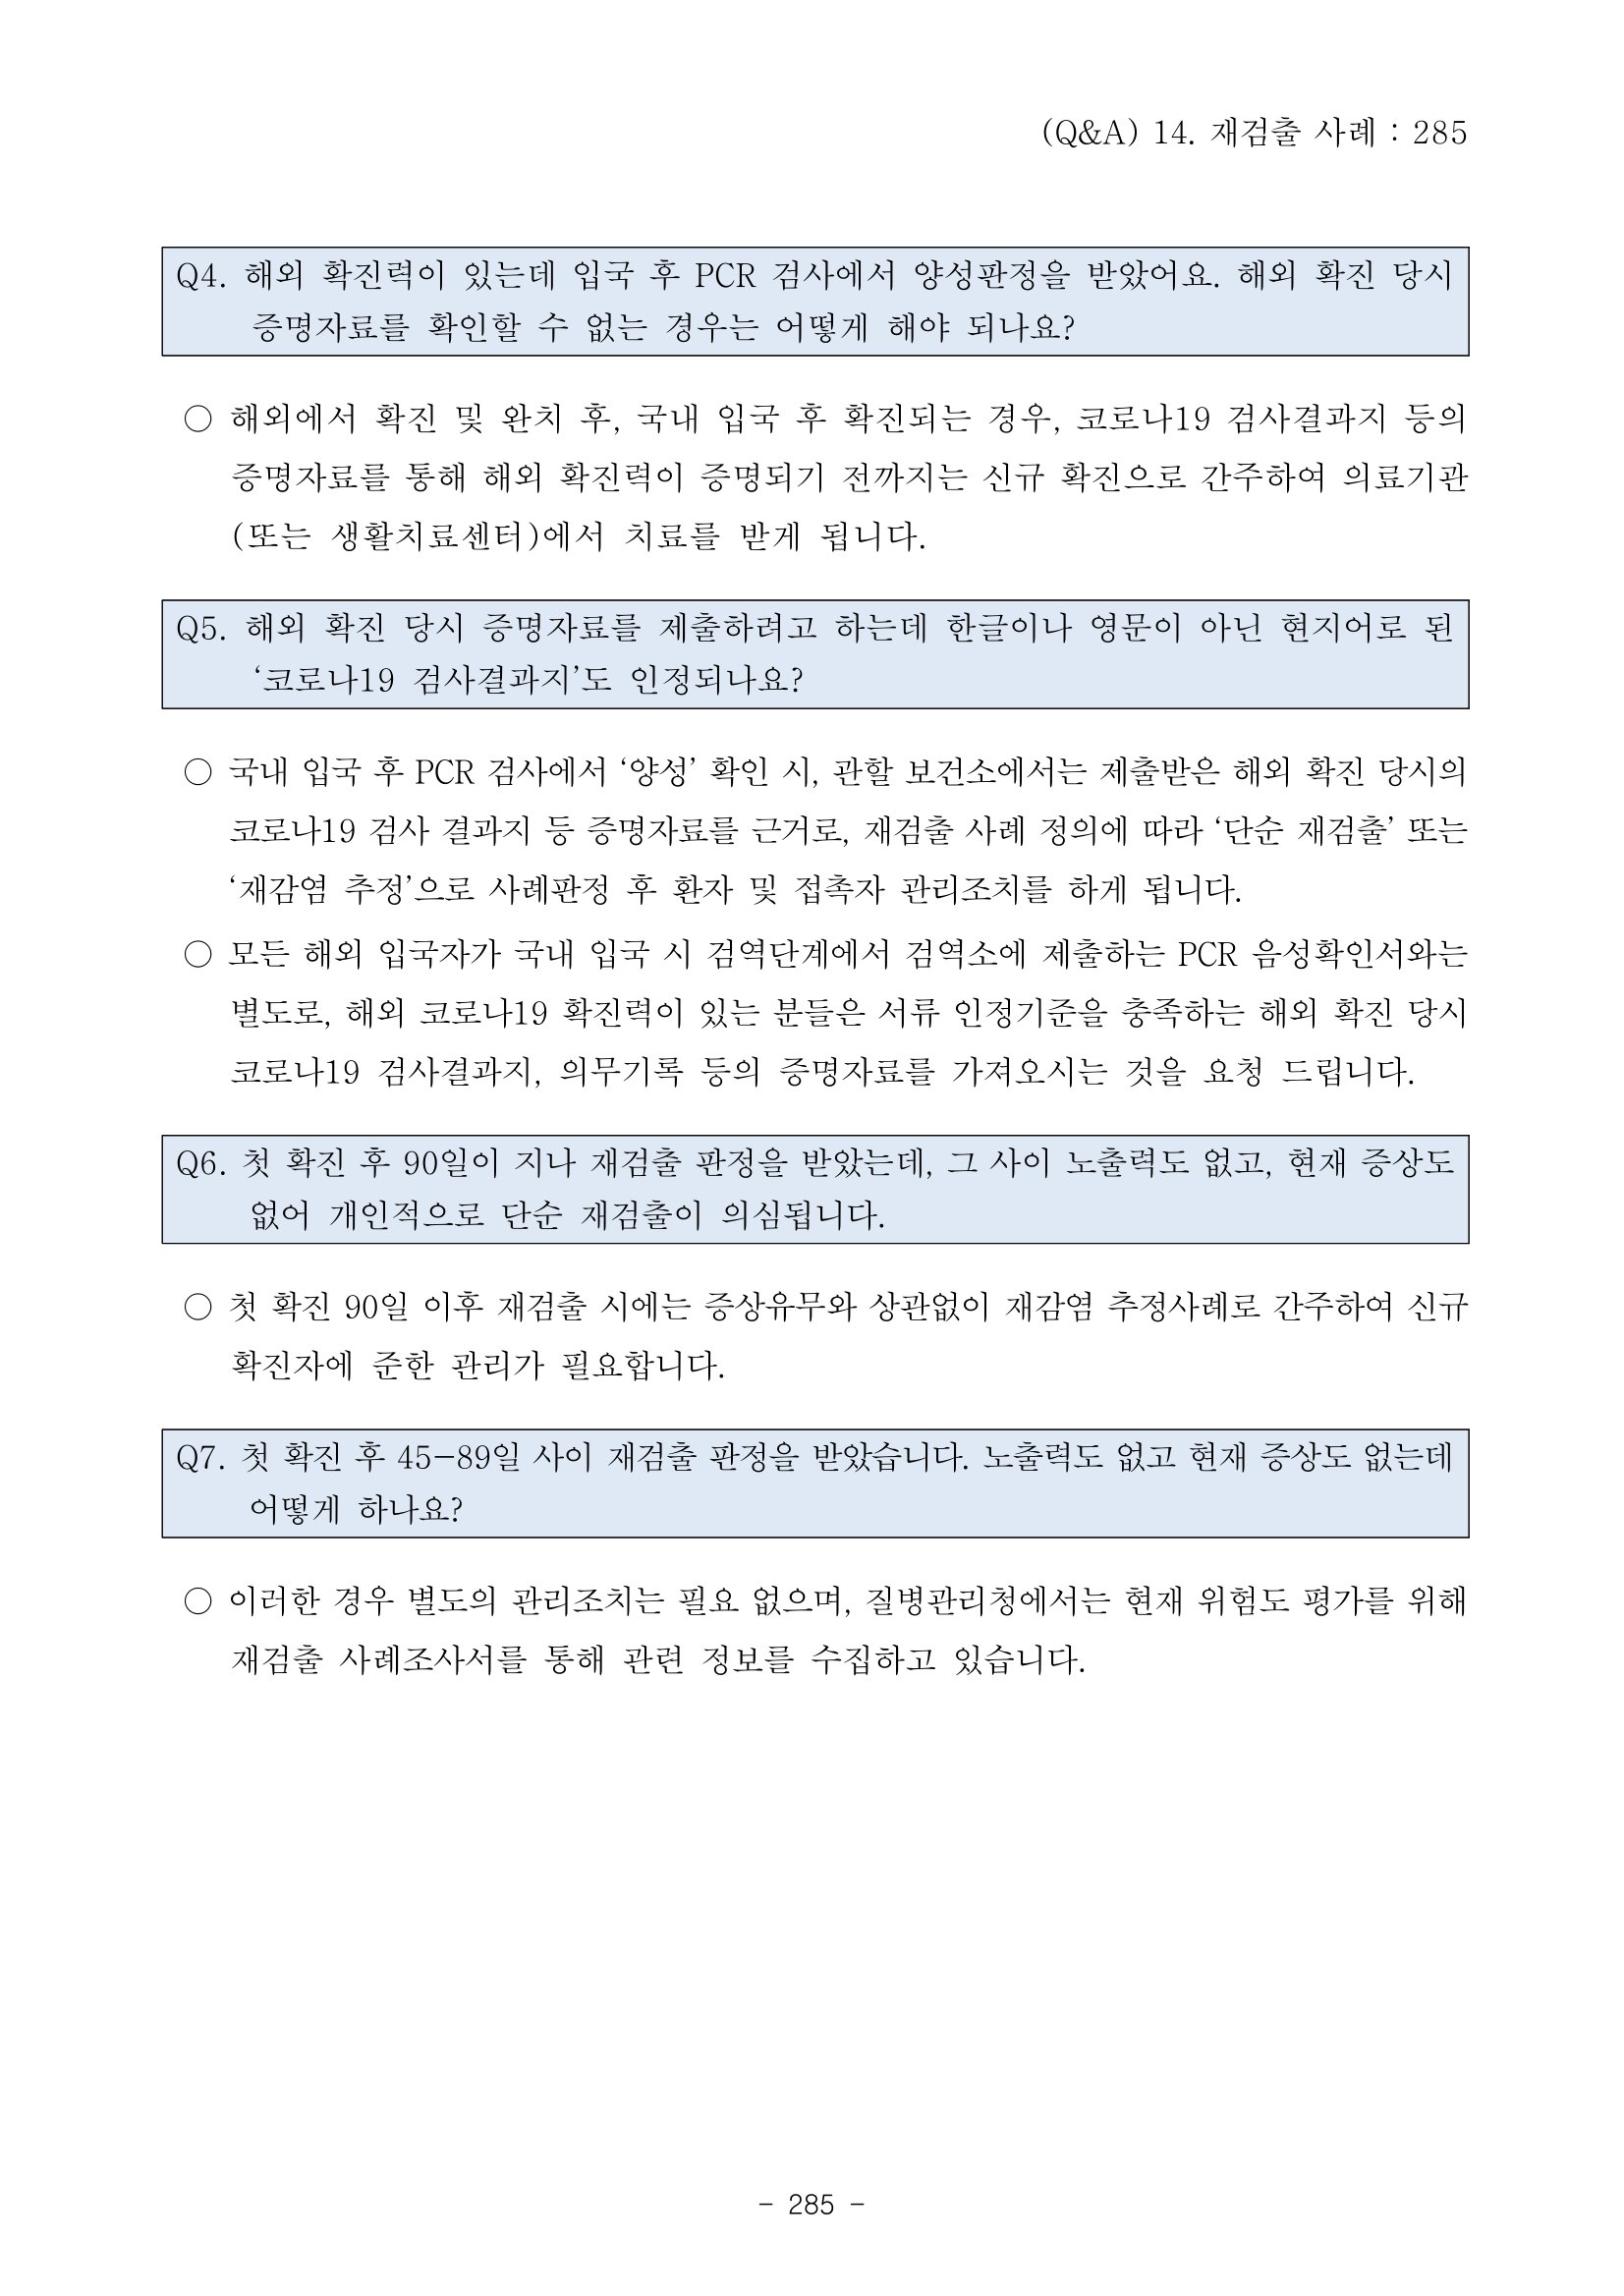 (Q&A) 14. 재검출 사례 : 285
Q4. 해외 확진력이 있는데 입국 후 PCR 검사에서 양성판정을 받았어요. 해외 확진 당시
증명자료를 확인할 수 없는 경우는 어떻게 해야 되나요?
○ 해외에서 확진 및 완치 후, 국내 입국 후 확진되는 경우, 코로나19 검사결과지 등의
증명자료를 통해 해외 확진력이 증명되기 전까지는 신규 확진으로 간주하여 의료기관
(또는 생활치료센터)에서 치료를 받게 됩니다.
Q5. 해외 확진 당시 증명자료를 제출하려고 하는데 한글이나 영문이 아닌 현지어로 된
‘코로나19 검사결과지’도 인정되나요?
○ 국내 입국 후 PCR 검사에서 ‘양성’ 확인 시, 관할 보건소에서는 제출받은 해외 확진 당시의
코로나19 검사 결과지 등 증명자료를 근거로, 재검출 사례 정의에 따라 ‘단순 재검출’ 또는
‘재감염 추정’으로 사례판정 후 환자 및 접촉자 관리조치를 하게 됩니다.
○ 모든 해외 입국자가 국내 입국 시 검역단계에서 검역소에 제출하는 PCR 음성확인서와는
별도로, 해외 코로나19 확진력이 있는 분들은 서류 인정기준을 충족하는 해외 확진 당시
코로나19 검사결과지, 의무기록 등의 증명자료를 가져오시는 것을 요청 드립니다.
Q6. 첫 확진 후 90일이 지나 재검출 판정을 받았는데, 그 사이 노출력도 없고, 현재 증상도
없어 개인적으로 단순 재검출이 의심됩니다.
○ 첫 확진 90일 이후 재검출 시에는 증상유무와 상관없이 재감염 추정사례로 간주하여 신규
확진자에 준한 관리가 필요합니다.
Q7. 첫 확진 후 45-89일 사이 재검출 판정을 받았습니다. 노출력도 없고 현재 증상도 없는데
어떻게 하나요?
○ 이러한 경우 별도의 관리조치는 필요 없으며, 질병관리청에서는 현재 위험도 평가를 위해
재검출 사례조사서를 통해 관련 정보를 수집하고 있습니다.
- 285 -